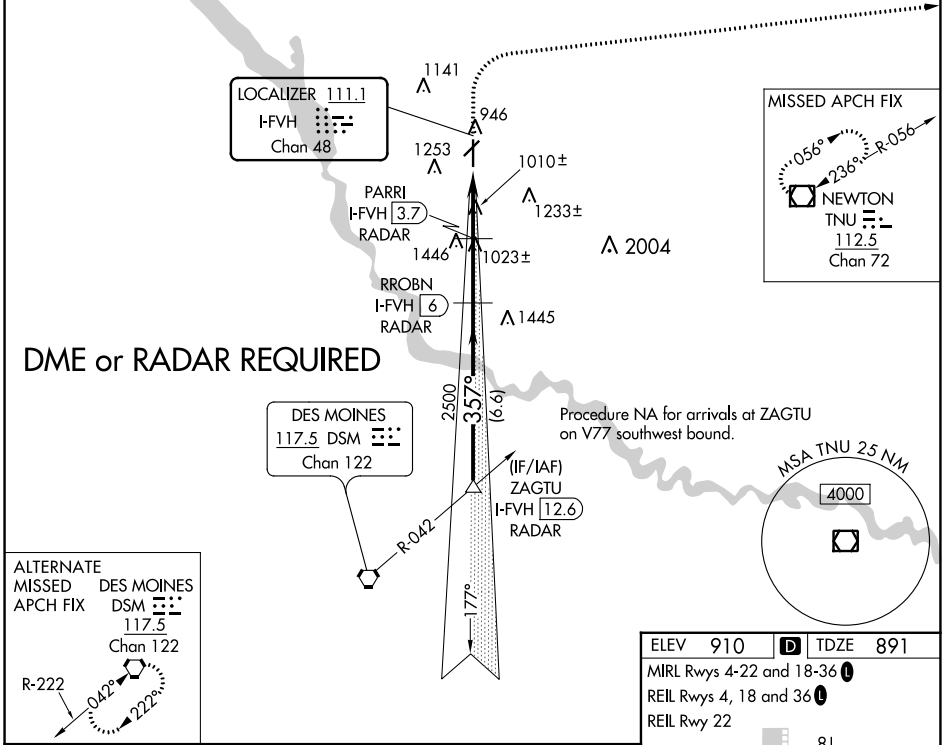 1141
LOCALIZER 111.1
I-FVH
Chan 48
946
1253
1010±
PARRI
I-FVH 3.7
RADAR
1233±
1446
1023±
2004
RROBN
I-FVH 6
RADAR
1445
DME or RADAR REQUIRED
2500
357°
(6.6)
DES MOINES
117.5 DSM
Chan 122
Procedure NA for arrivals at ZAGTU
on V77 southwest bound.
(IF/IAF)
ZAGTU
I-FVH 12.6
RADAR
R-042
177°
MISSED APCH FIX
056°
236°
R-056
NEWTON
TNU
112.5
Chan 72
MSA TNU 25 NM
4000
ALTERNATE
MISSED
APCH FIX
DES MOINES
DSM
117.5
Chan 122
R-222
042°
222°
ELEV 910 D TDZE 891
MIRL Rwys 4-22 and 18-36 L
REIL Rwys 4, 18 and 36 L
REIL Rwy 22